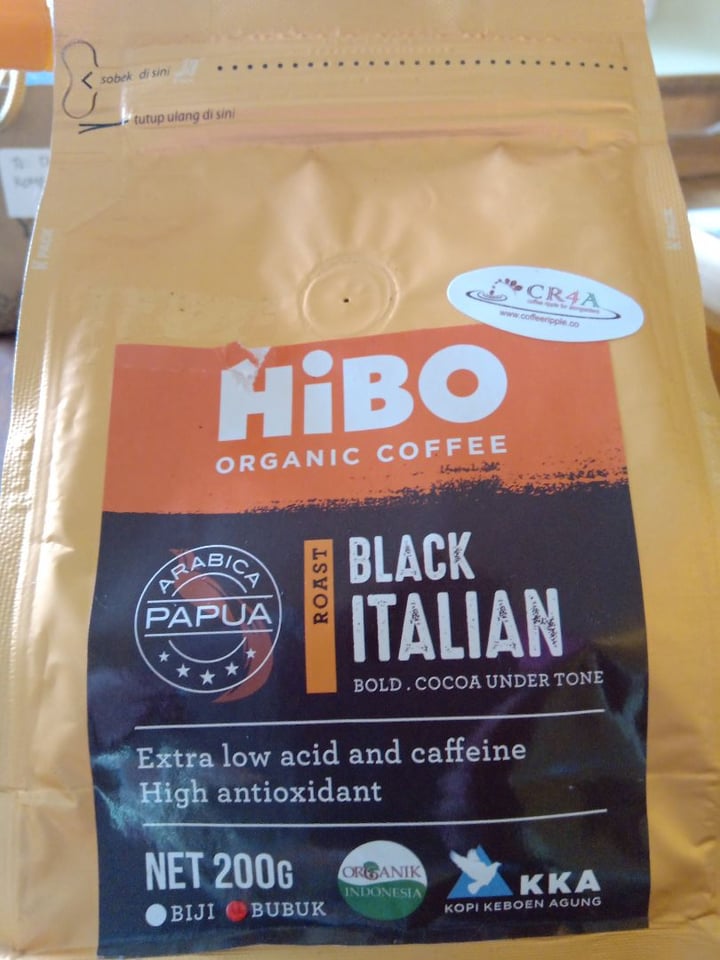 sobek di sini
tutup ulang di sini
CR4A
www.coffeeripple.co
HiBO
ORGANIC COFFEE
ARABICA
PAPUA
ROAST
BLACK
ITALIAN
BOLD . COCOA UNDER TONE
Extra low acid and caffeine
High antioxidant
NET 200G
BIJI BUBUK
ORGANIK
INDONESIA
KKA
KOPI KEBOEN AGUNG